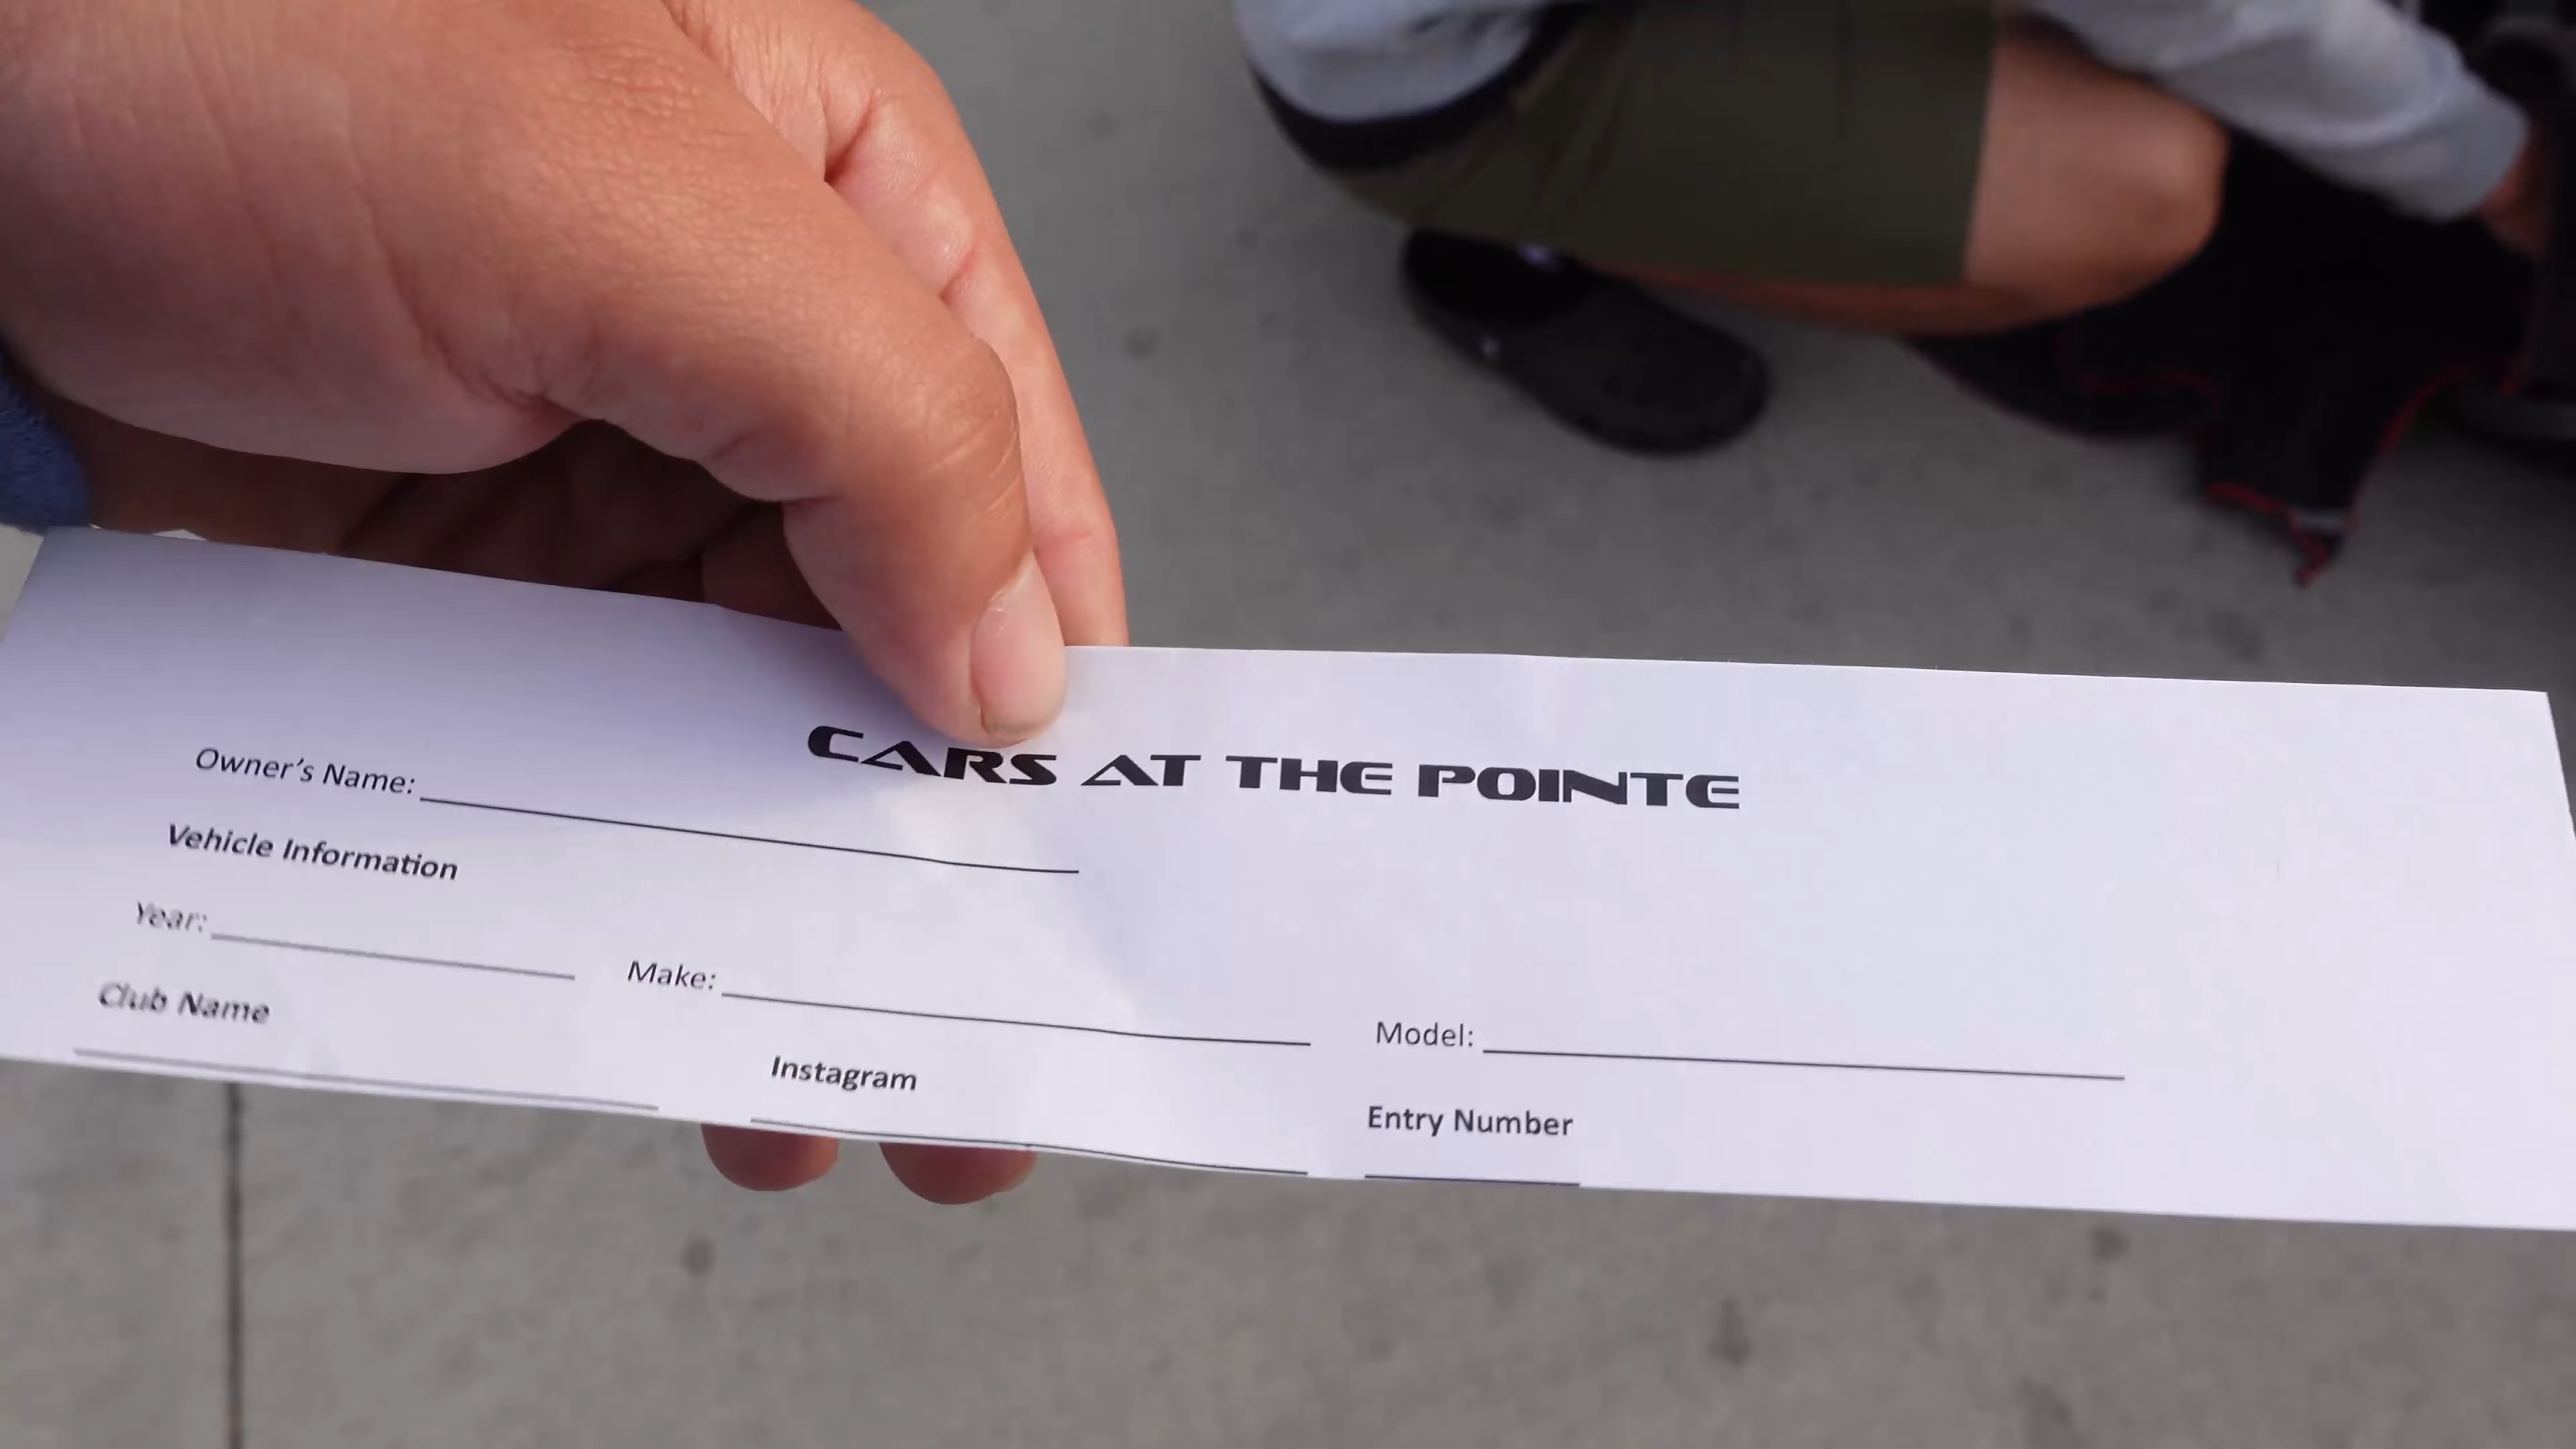 CARS AT THE POINTE
Owner's Name:
Vehicle Information
Year: Make: Model:
Club Name Instagram Entry Number